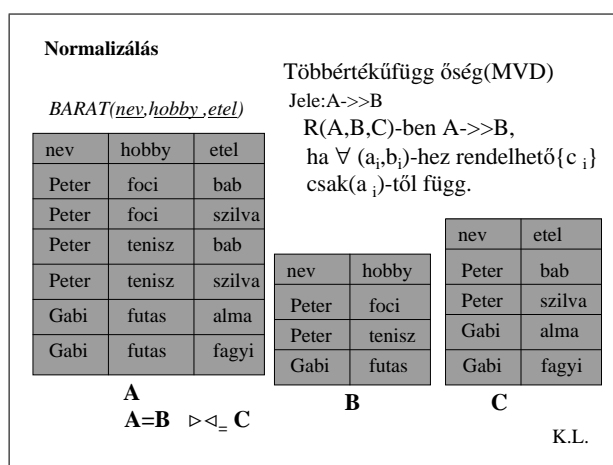 Normalizálás
BARAT(nev,hobby ,etel)
nev hobby etel
Peter foci bab
Peter foci szilva
Peter tenisz bab
Peter tenisz szilva
Gabi futas alma
Gabi futas fagyi
A
A=B ▷◁= C
Többértékűfügg őség(MVD)
Jele:A->>B
R(A,B,C)-ben A->>B,
ha ∀ (ai,bi)-hez rendelhető{c i}
csak(a i)-től függ.
nev hobby
Peter foci
Peter tenisz
Gabi futas
B
nev etel
Peter bab
Peter szilva
Gabi alma
Gabi fagyi
C
K.L.